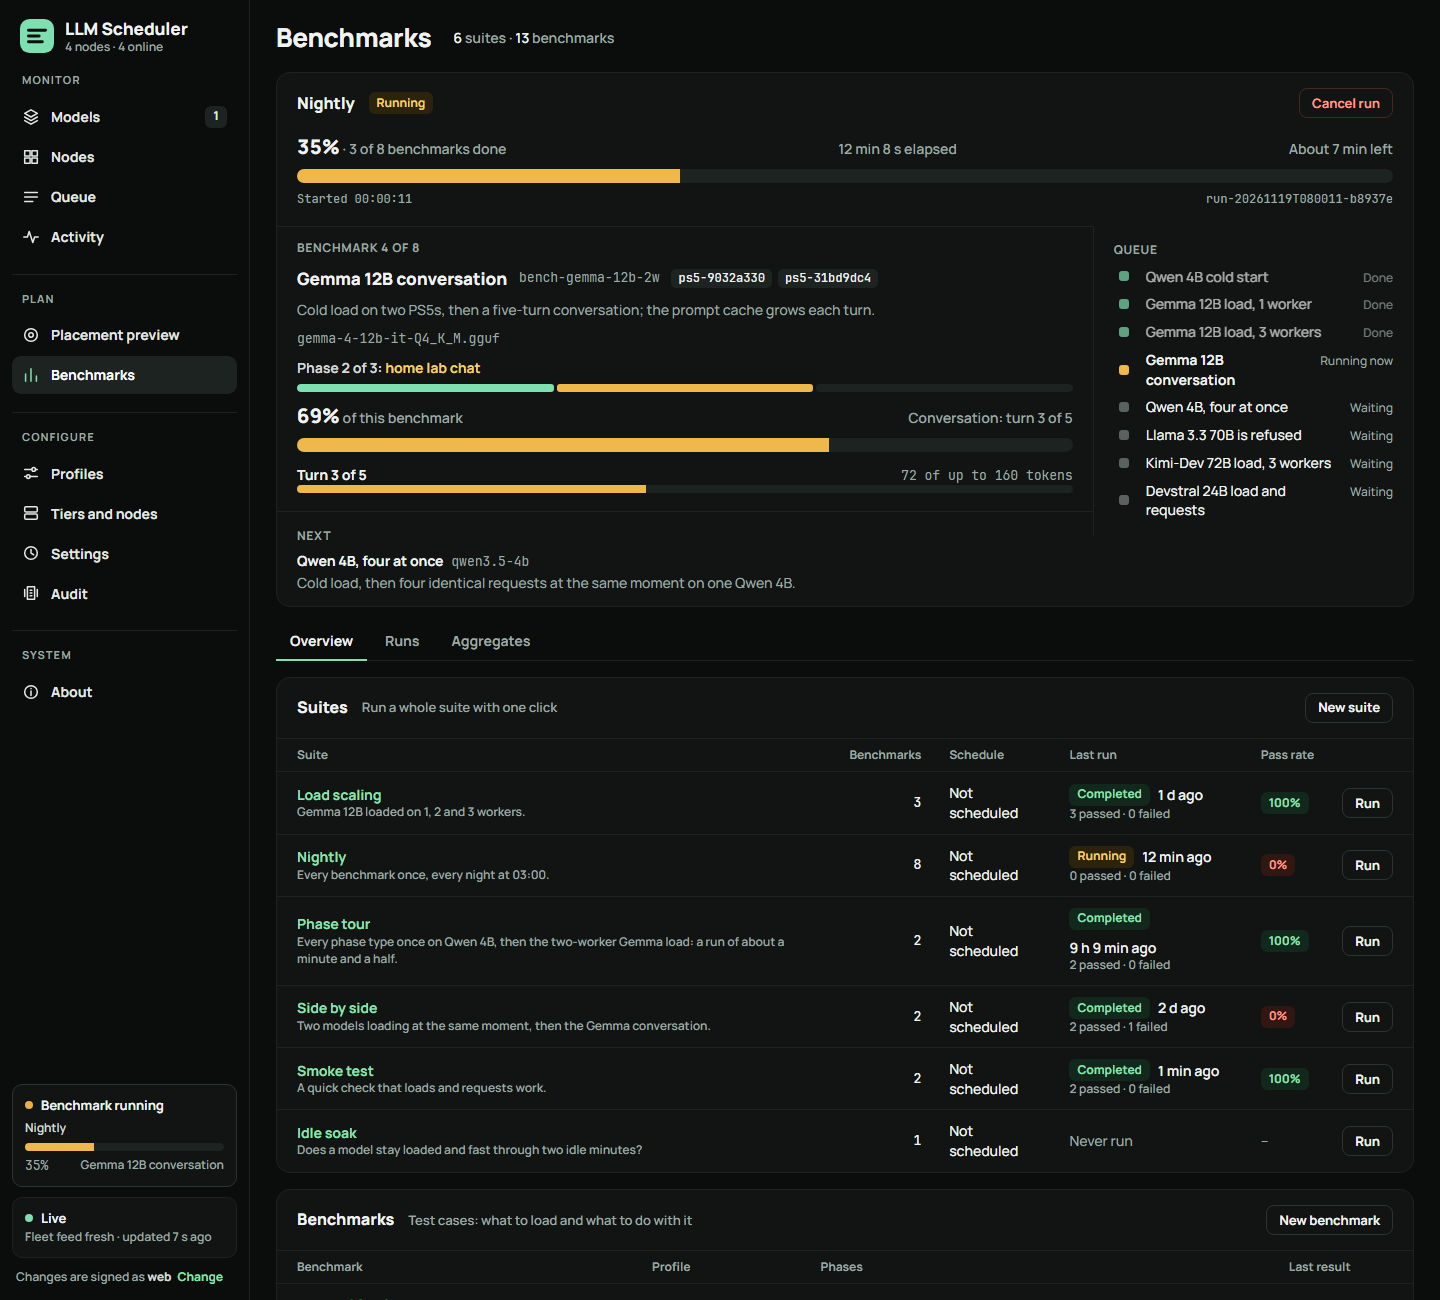 LLM Scheduler
4 nodes · 4 online
MONITOR
Models
1
Nodes
Queue
Activity
PLAN
Placement preview
Benchmarks
CONFIGURE
Profiles
Tiers and nodes
Settings
Audit
SYSTEM
About
Benchmark running
Nightly
35% Gemma 12B conversation
Live
Fleet feed fresh · updated 7 s ago
Changes are signed as web Change
Benchmarks 6 suites · 13 benchmarks
Nightly Running Cancel run
35% · 3 of 8 benchmarks done 12 min 8 s elapsed About 7 min left
Started 00:00:11 run-20261119T080011-b8937e
BENCHMARK 4 OF 8
Gemma 12B conversation bench-gemma-12b-2w ps5-9032a330 ps5-31bd9dc4
Cold load on two PS5s, then a five-turn conversation; the prompt cache grows each turn.
gemma-4-12b-it-Q4_K_M.gguf
Phase 2 of 3: home lab chat
69% of this benchmark Conversation: turn 3 of 5
Turn 3 of 5 72 of up to 160 tokens
NEXT
Qwen 4B, four at once qwen3.5-4b
Cold load, then four identical requests at the same moment on one Qwen 4B.
QUEUE
Qwen 4B cold start Done
Gemma 12B load, 1 worker Done
Gemma 12B load, 3 workers Done
Gemma 12B Running now
conversation
Qwen 4B, four at once Waiting
Llama 3.3 70B is refused Waiting
Kimi-Dev 72B load, 3 workers Waiting
Devstral 24B load and Waiting
requests
Overview Runs Aggregates
Suites Run a whole suite with one click New suite
Suite Benchmarks Schedule Last run Pass rate
Load scaling
Gemma 12B loaded on 1, 2 and 3 workers.
3
Not
scheduled
Completed 1 d ago
3 passed · 0 failed
100%
Run
Nightly
Every benchmark once, every night at 03:00.
8
Not
scheduled
Running 12 min ago
0 passed · 0 failed
0%
Run
Phase tour
Every phase type once on Qwen 4B, then the two-worker Gemma load: a run of about a
minute and a half.
2
Not
scheduled
Completed
9 h 9 min ago
2 passed · 0 failed
100%
Run
Side by side
Two models loading at the same moment, then the Gemma conversation.
2
Not
scheduled
Completed 2 d ago
2 passed · 1 failed
0%
Run
Smoke test
A quick check that loads and requests work.
2
Not
scheduled
Completed 1 min ago
2 passed · 0 failed
100%
Run
Idle soak
Does a model stay loaded and fast through two idle minutes?
1
Not
scheduled
Never run
–
Run
Benchmarks Test cases: what to load and what to do with it New benchmark
Benchmark Profile Phases Last result